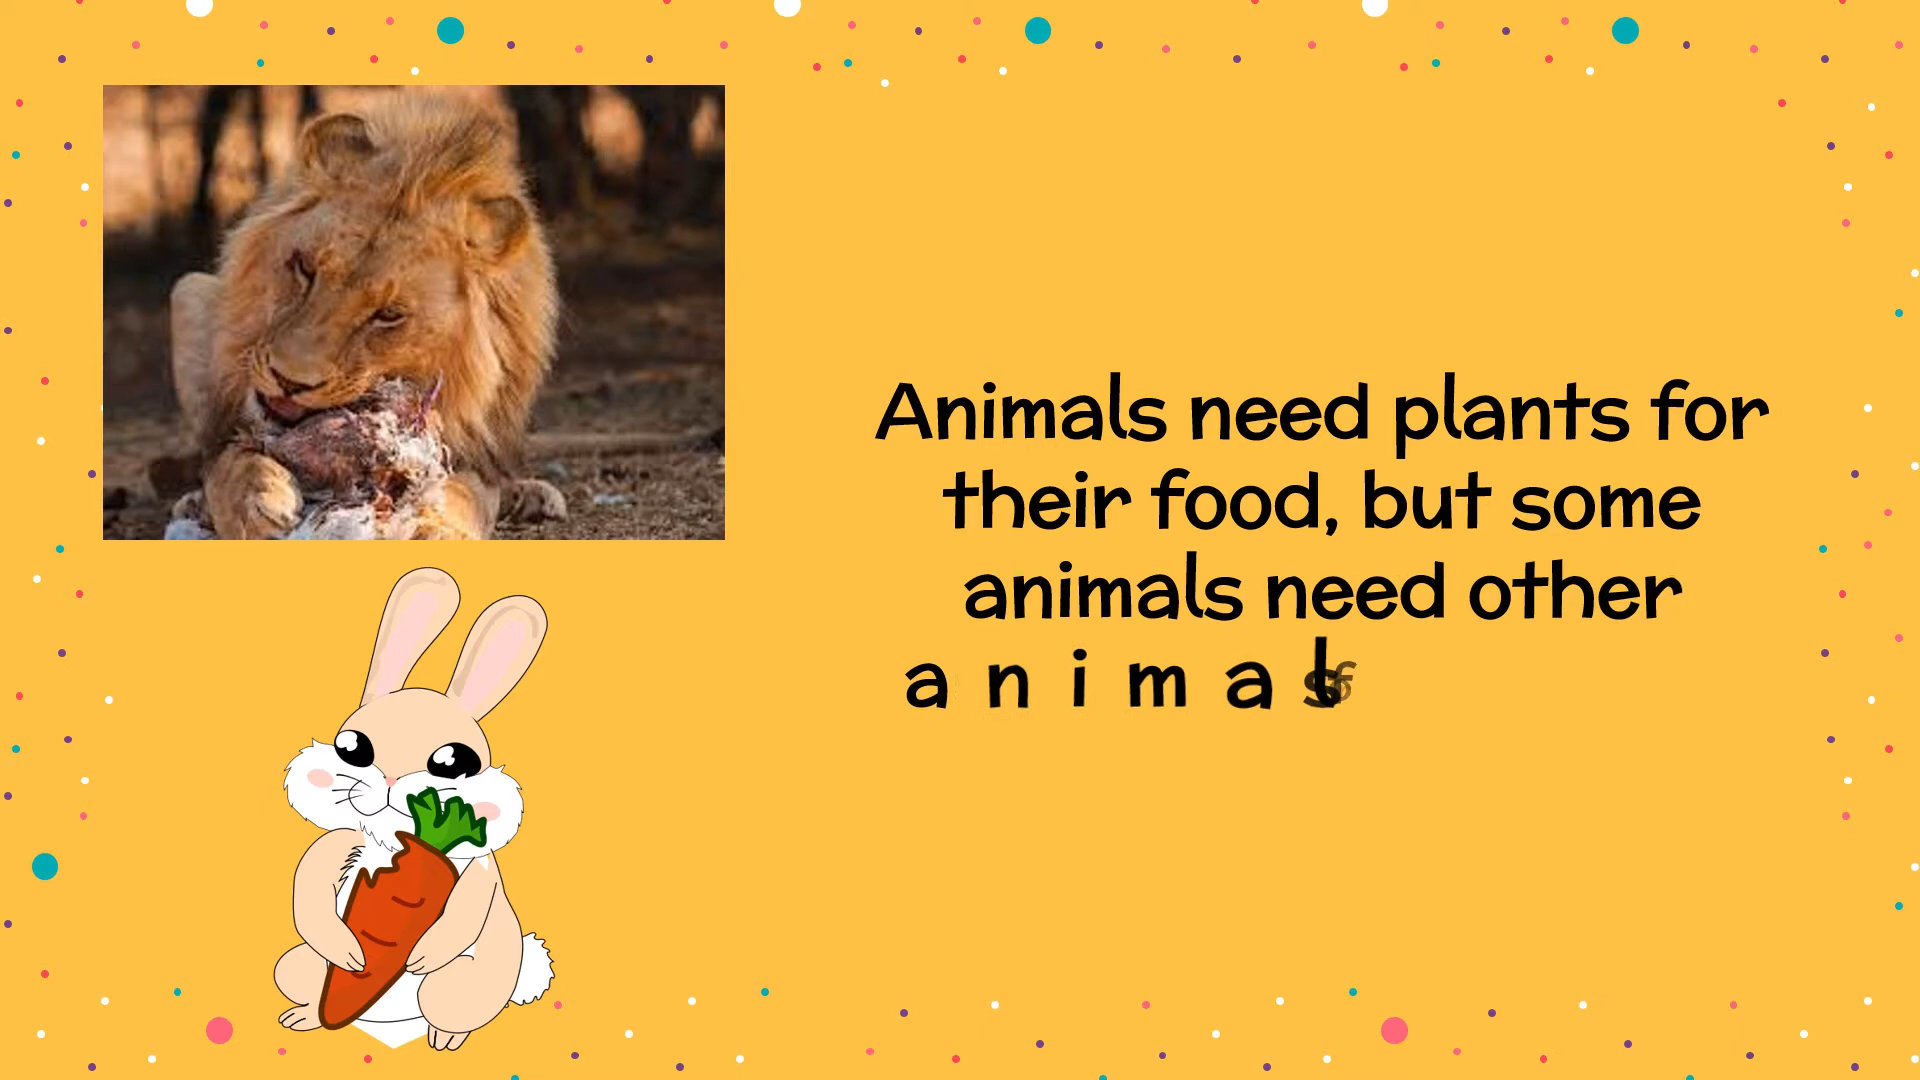 Animals need plants for
their food, but some
animals need other
animals